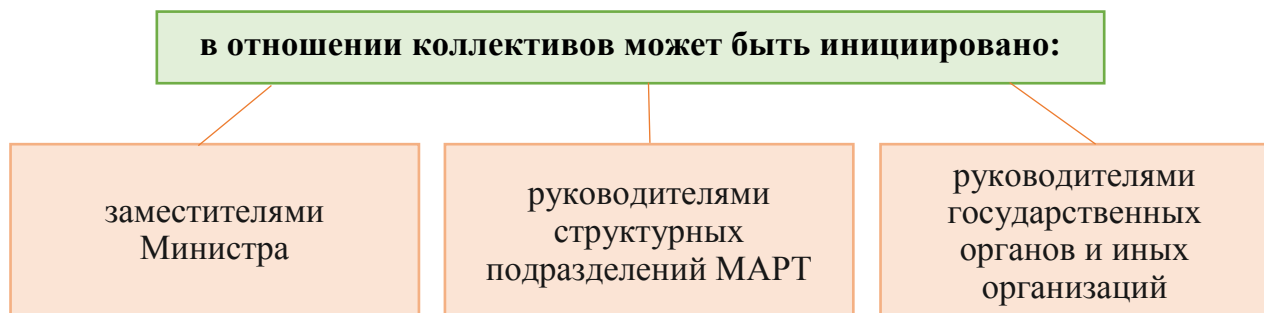 в отношении коллективов может быть инициировано:
заместителями
Министра
руководителями
структурных
подразделений МАРТ
руководителями
государственных
органов и иных
организаций